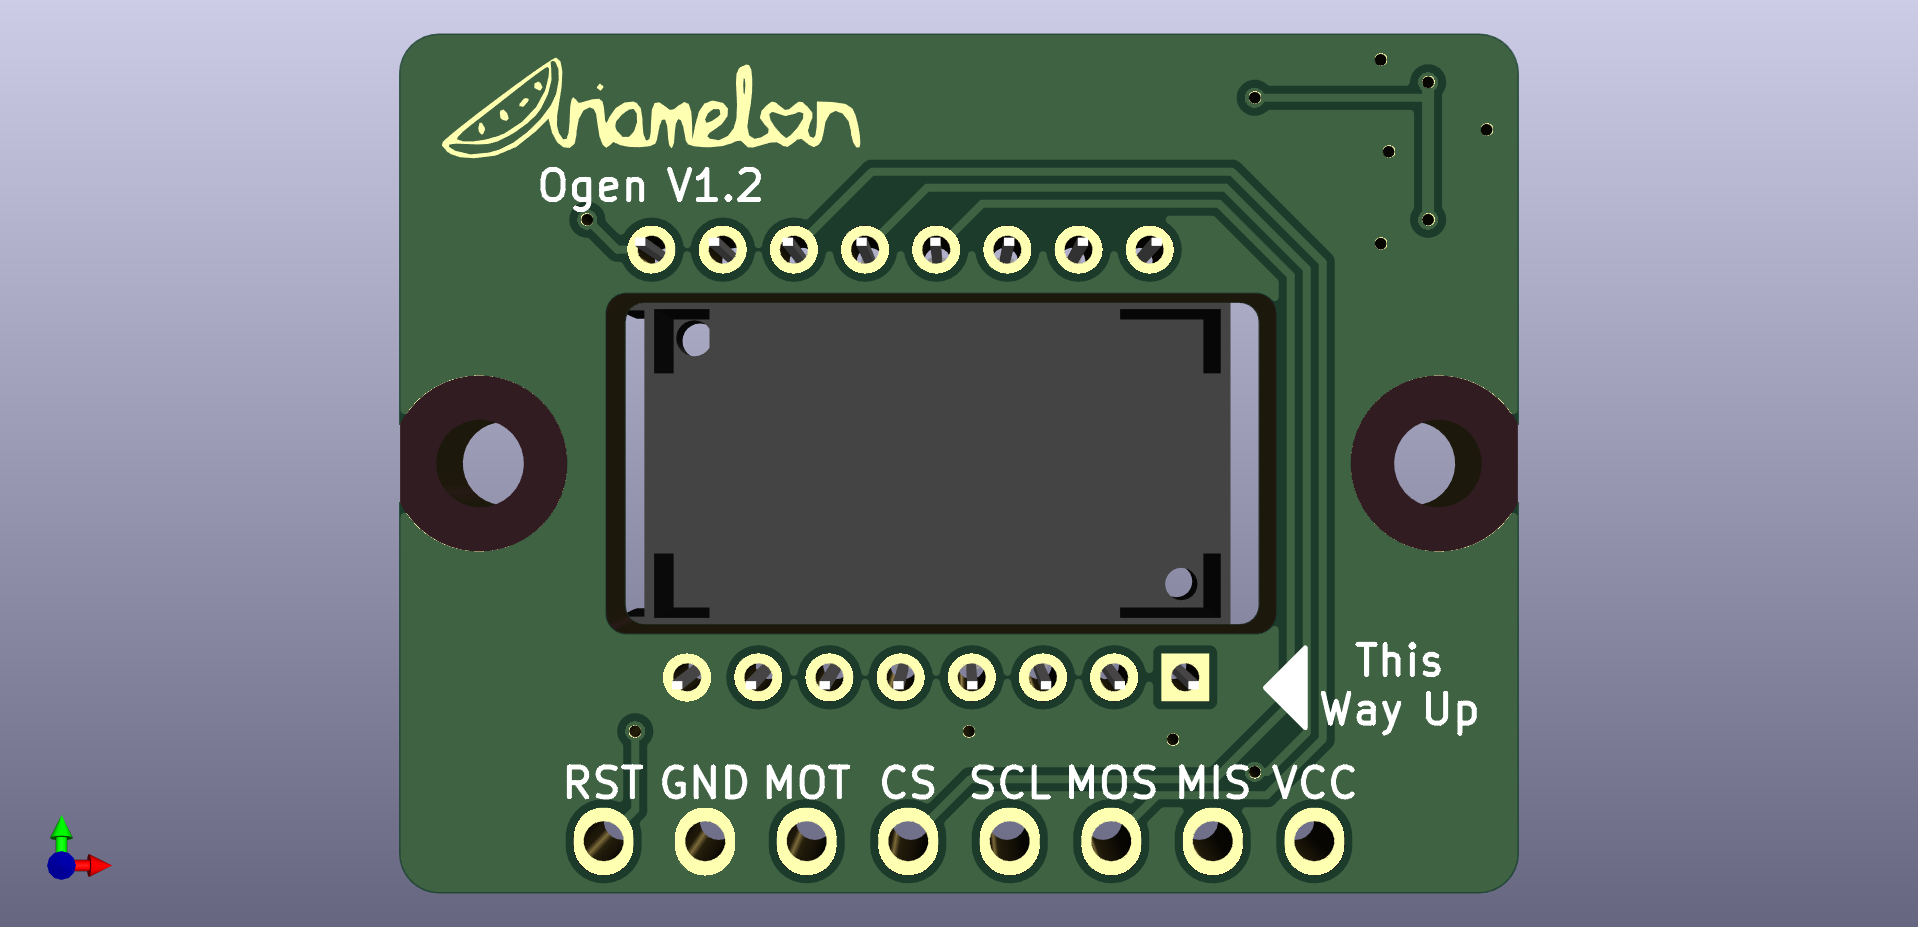 Ariamelon
Ogen V1.2
This
Way Up
RST GND MOT CS SCL MOS MIS VCC